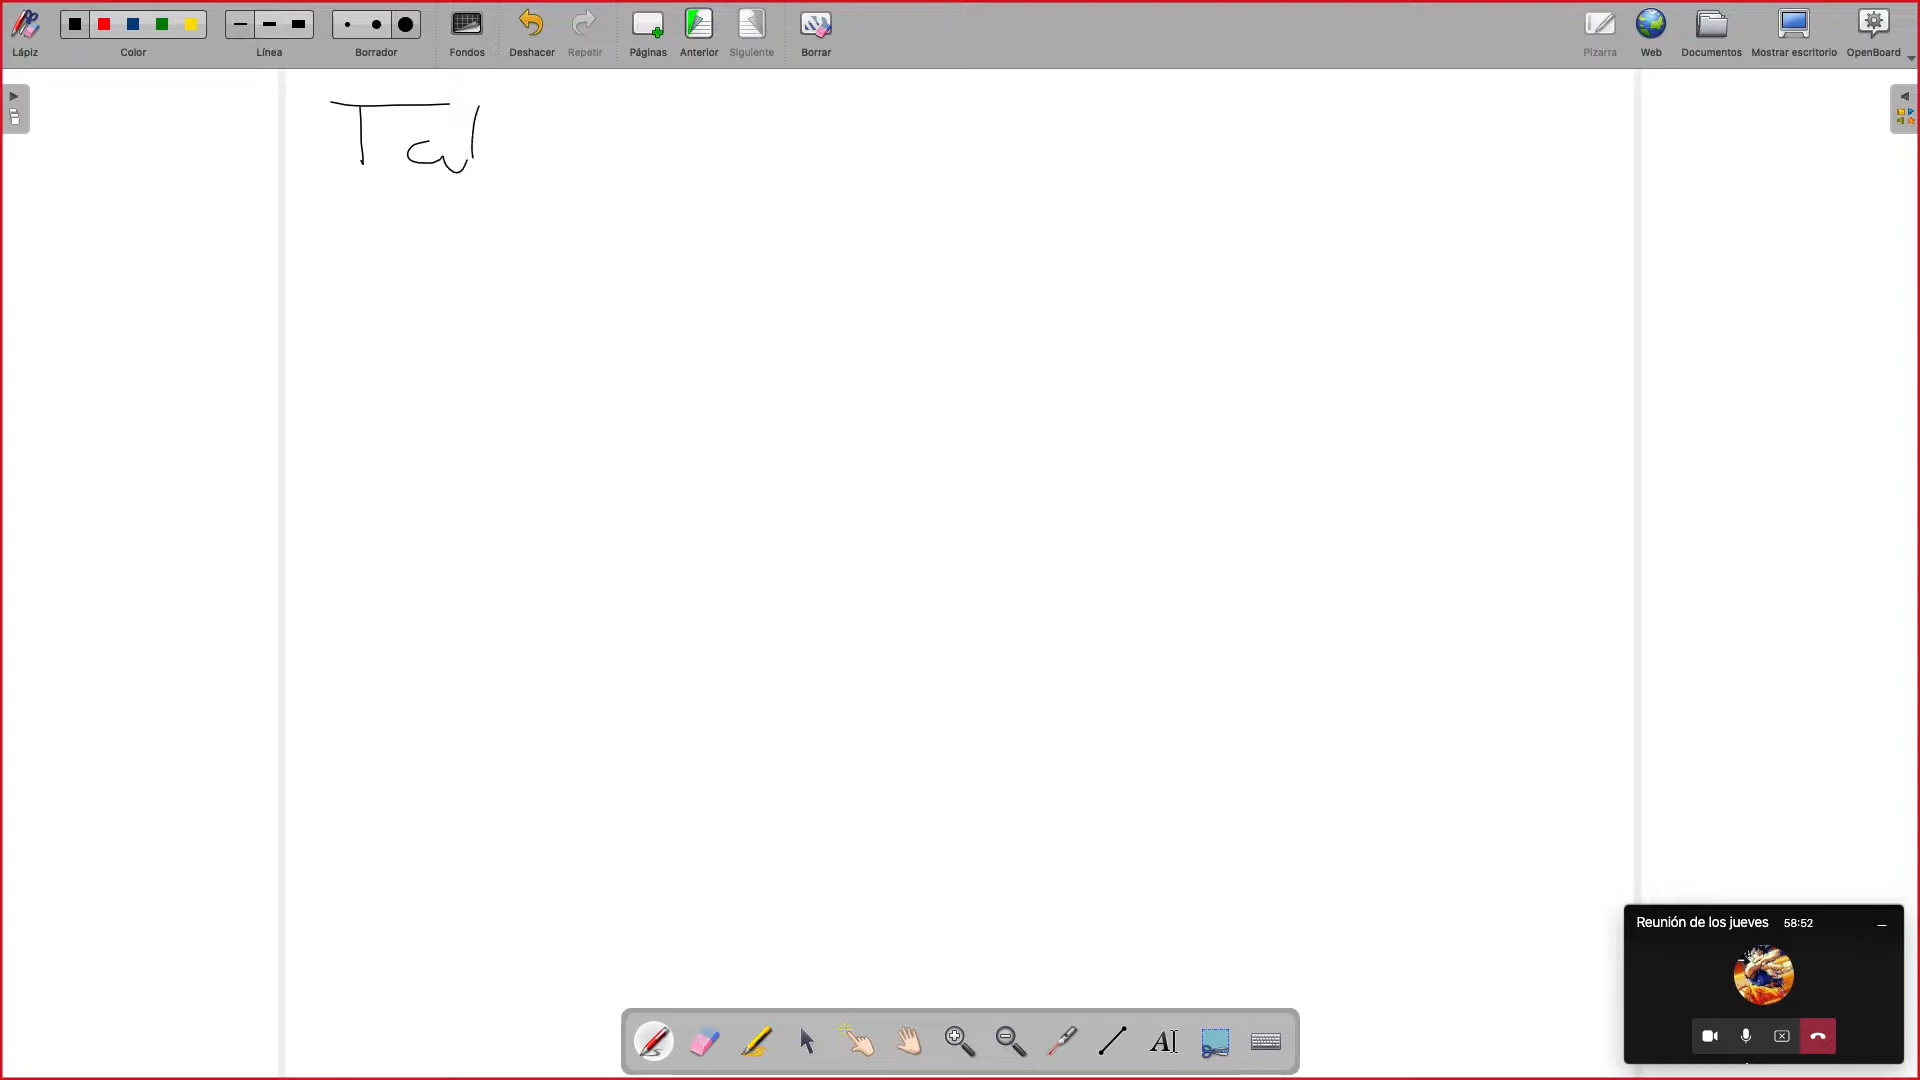 Lápiz Color Línea Borrador Fondos Deshacer Repetir Páginas Anterior Siguiente Borrar Pizarra Web Documentos Mostrar escritorio OpenBoard
Reunión de los jueves 58:52